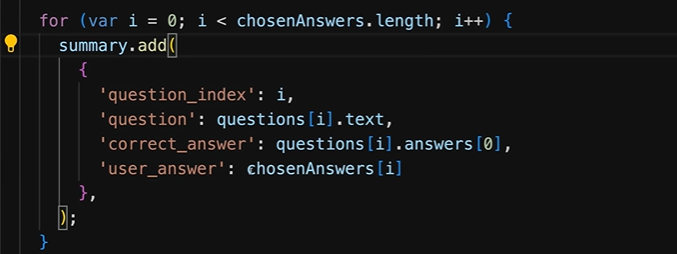 for (var i = 0; i < chosenAnswers.length; i++) {
summary.add(
{
'question_index': i,
'question': questions[i].text,
'correct_answer': questions[i].answers[0],
'user_answer': chosenAnswers[i]
},
);
}